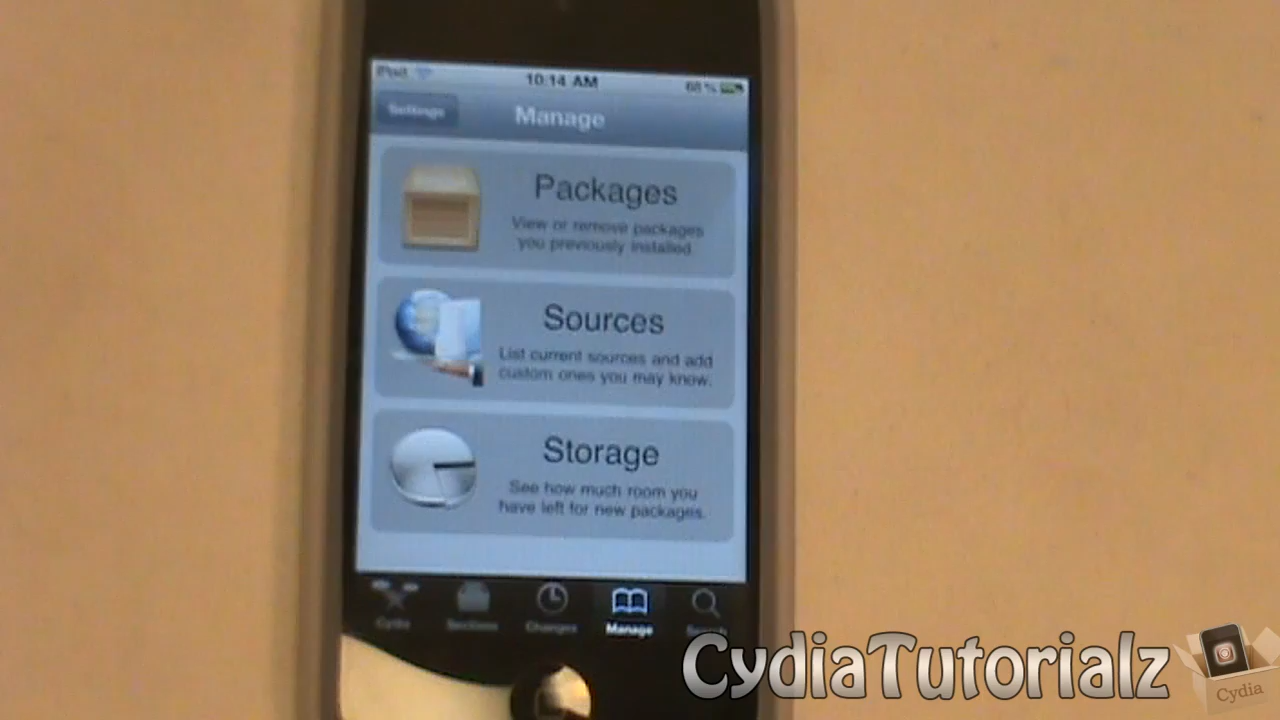 iPod 10:14 AM 68 %
Settings Manage
Packages
View or remove packages
you previously installed.
Sources
List current sources and add
custom ones you may know.
Storage
See how much room you
have left for new packages.
Cydia Sections Changes Manage Search
CydiaTutorialz
Cydia